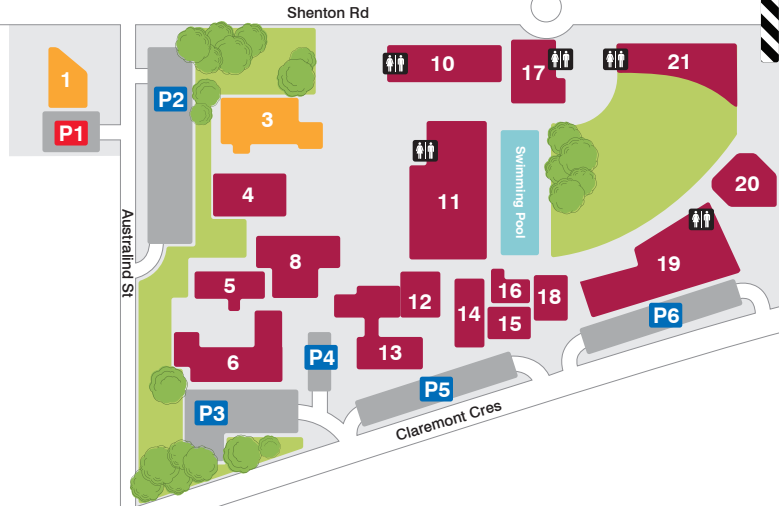 Shenton Rd
1
P1
P2
3
4
10
17
21
11
Swimming Pool
20
Australind St
8
5
19
12
16
18
14
15
P6
6
P4
13
P5
P3
Claremont Cres